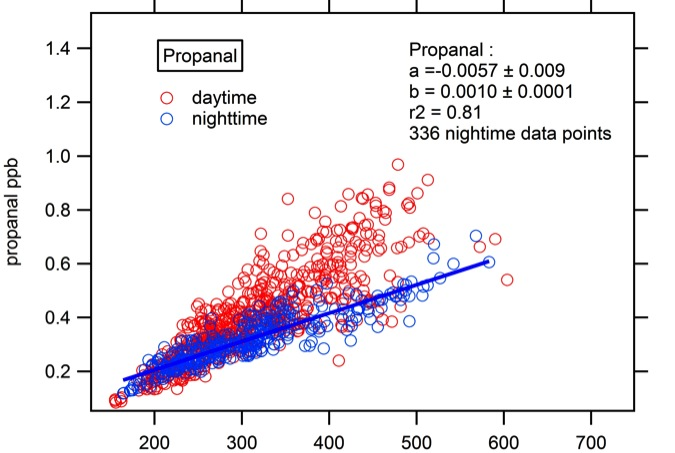 Propanal
daytime
nighttime
Propanal :
a =-0.0057 ± 0.009
b = 0.0010 ± 0.0001
r2 = 0.81
336 nightime data points
propanal ppb
1.4
1.2
1.0
0.8
0.6
0.4
0.2
200 300 400 500 600 700